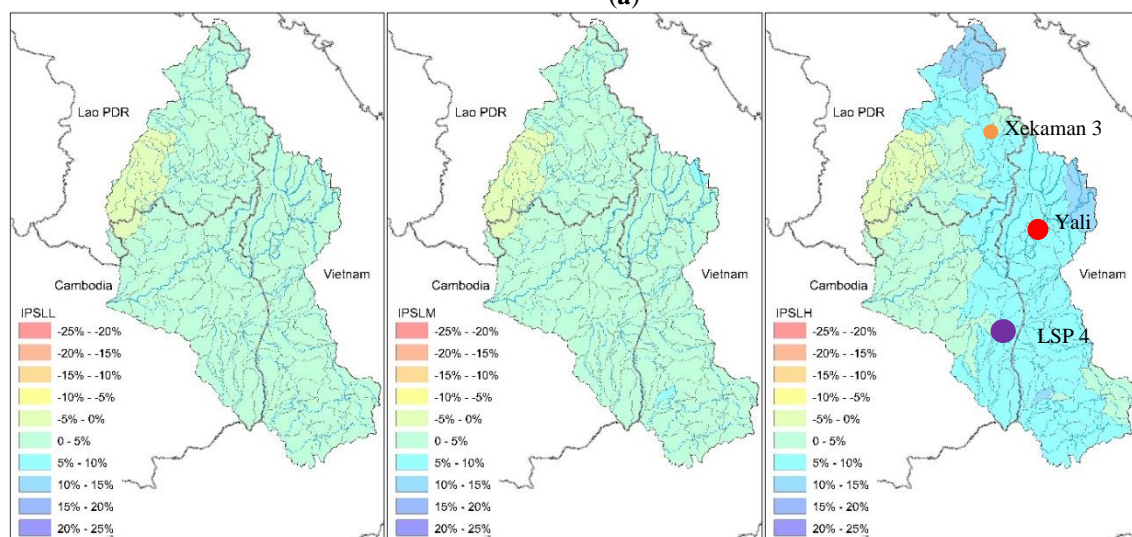 (a)
Lao PDR
Cambodia
Vietnam
IPSLL
-25% - -20%
-20% - -15%
-15% - -10%
-10% - -5%
-5% - 0%
0 - 5%
5% - 10%
10% - 15%
15% - 20%
20% - 25%
Lao PDR
Cambodia
Vietnam
IPSLM
-25% - -20%
-20% - -15%
-15% - -10%
-10% - -5%
-5% - 0%
0 - 5%
5% - 10%
10% - 15%
15% - 20%
20% - 25%
Lao PDR
Xekaman 3
Yali
Cambodia
Vietnam
LSP 4
IPSLH
-25% - -20%
-20% - -15%
-15% - -10%
-10% - -5%
-5% - 0%
0 - 5%
5% - 10%
10% - 15%
15% - 20%
20% - 25%